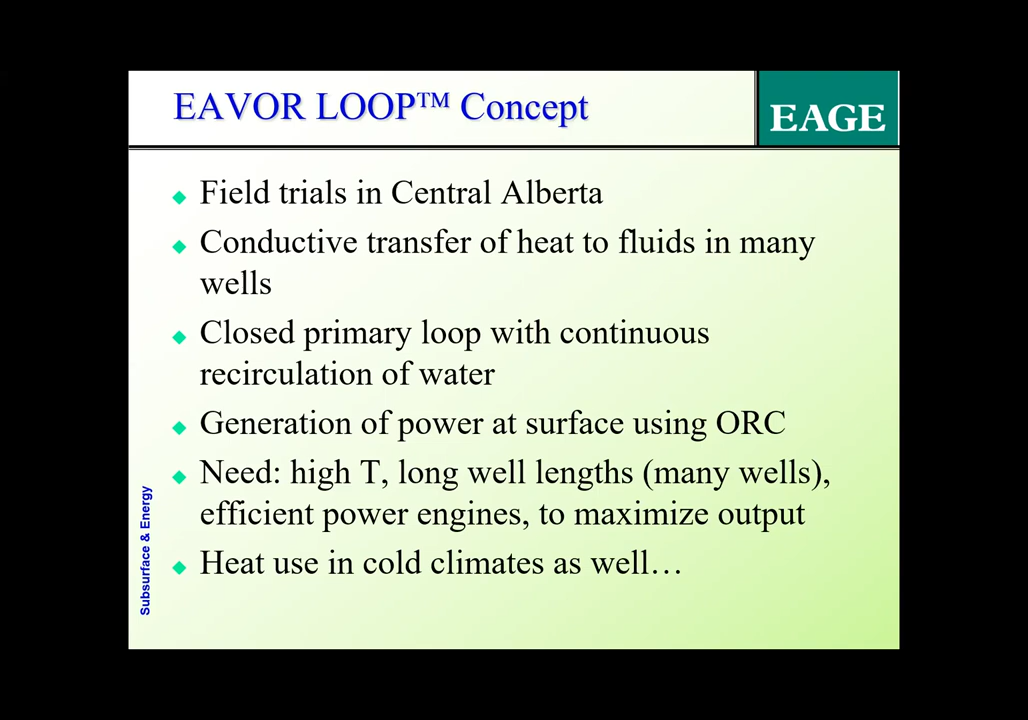 EAVOR LOOP™ Concept
EAGE
Field trials in Central Alberta
Conductive transfer of heat to fluids in many
wells
Closed primary loop with continuous
recirculation of water
Generation of power at surface using ORC
Need: high T, long well lengths (many wells),
efficient power engines, to maximize output
Heat use in cold climates as well…
Subsurface & Energy